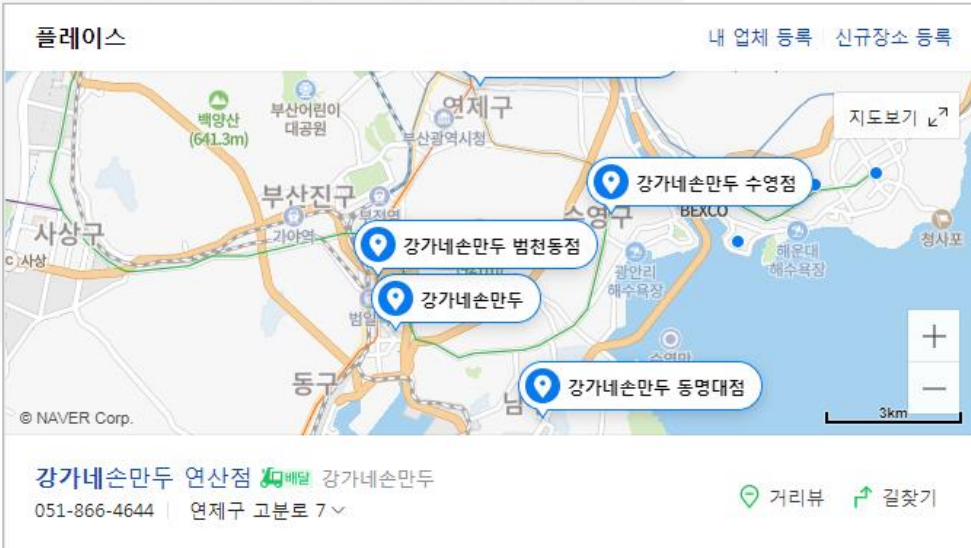 플레이스
내 업체 등록
신규장소 등록
지도보기
백양산
(641.3m)
부산어린이
대공원
연제구
부산광역시청
강가네손만두 수영점
부산진구
수영구
BEXCO
사상구
가야역
사상
강가네손만두 범천동점
해운대
해수욕장
청사포
광안리
해수욕장
강가네손만두
동구
강가네손만두 동명대점
남
3km
© NAVER Corp.
강가네손만두 연산점 배달 강가네손만두
051-866-4644 연제구 고분로 7
거리뷰
길찾기